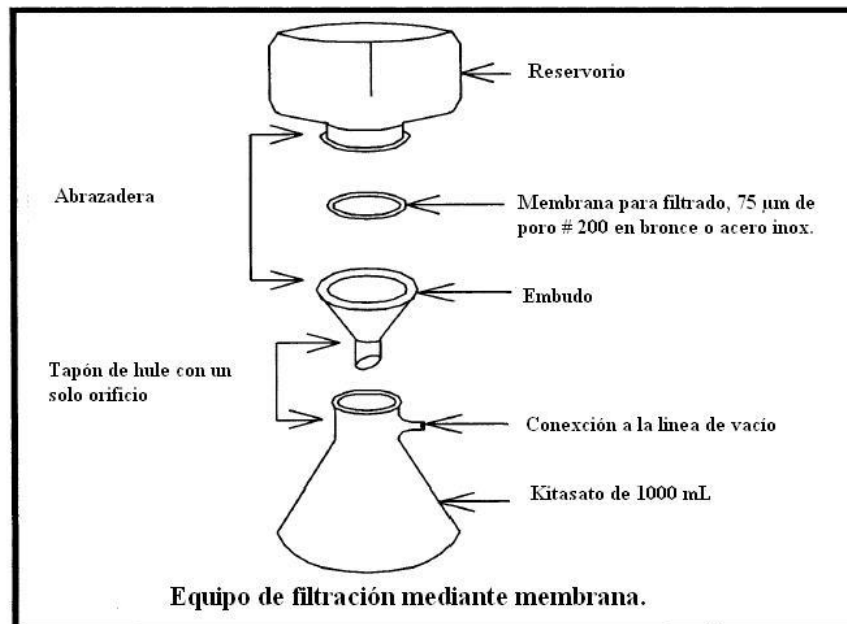 Reservorio
Abrazadera
Membrana para filtrado, 75 µm de
poro # 200 en bronce o acero inox.
Embudo
Tapón de hule con un
solo orificio
Conexción a la linea de vacío
Kitasato de 1000 mL
Equipo de filtración mediante membrana.